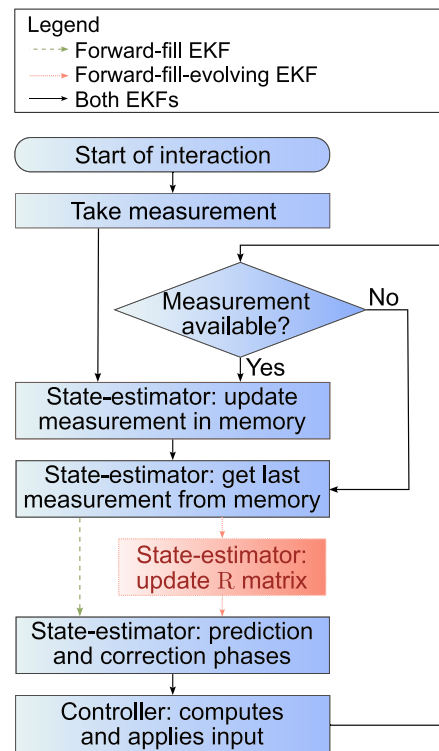 Legend
Forward-fill EKF
Forward-fill-evolving EKF
Both EKFs
Start of interaction
Take measurement
Measurement
available?
No
Yes
State-estimator: update
measurement in memory
State-estimator: get last
measurement from memory
State-estimator:
update R matrix
State-estimator: prediction
and correction phases
Controller: computes
and applies input